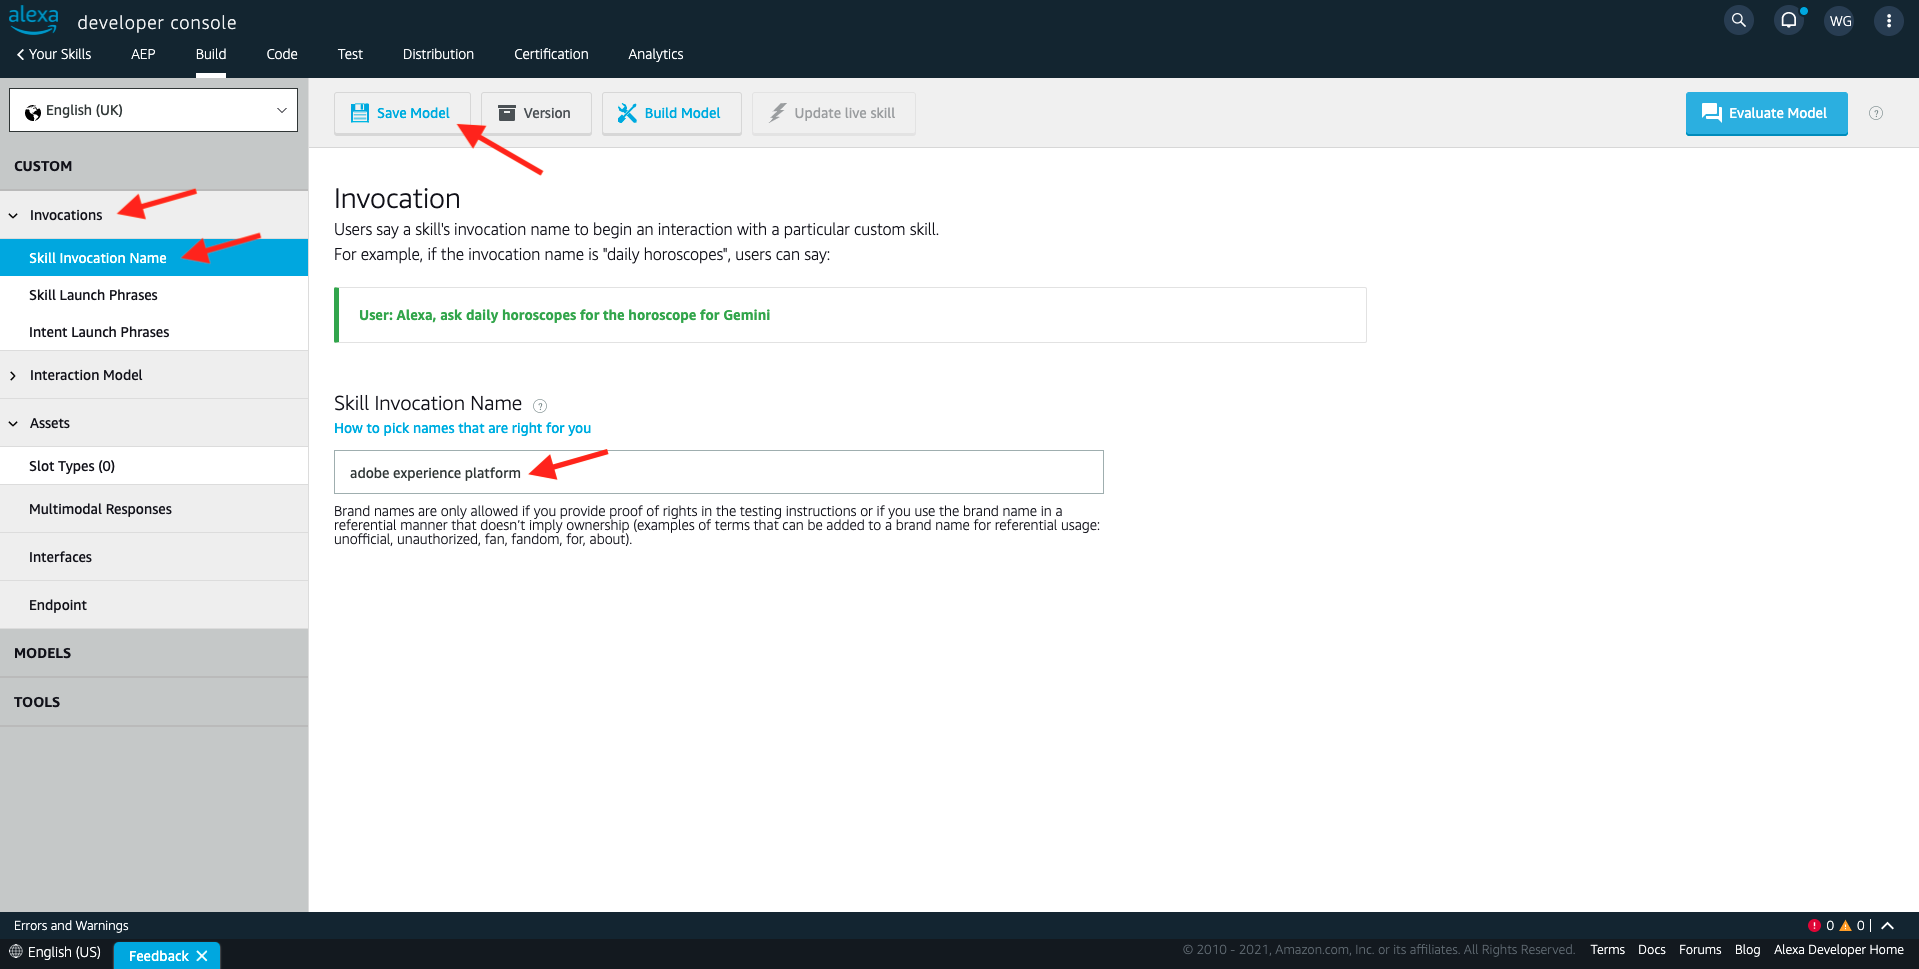 alexa developer console
WG
Your Skills AEP Build Code Test Distribution Certification Analytics
English (UK)
Save Model Version Build Model Update live skill Evaluate Model ?
CUSTOM
Invocations
Skill Invocation Name
Skill Launch Phrases
Intent Launch Phrases
Interaction Model
Assets
Slot Types (0)
Multimodal Responses
Interfaces
Endpoint
MODELS
TOOLS
Invocation
Users say a skill's invocation name to begin an interaction with a particular custom skill.
For example, if the invocation name is "daily horoscopes", users can say:
User: Alexa, ask daily horoscopes for the horoscope for Gemini
Skill Invocation Name ?
How to pick names that are right for you
adobe experience platform
Brand names are only allowed if you provide proof of rights in the testing instructions or if you use the brand name in a
referential manner that doesn't imply ownership (examples of terms that can be added to a brand name for referential usage:
unofficial, unauthorized, fan, fandom, for, about).
Errors and Warnings 0 0
English (US) Feedback
© 2010 - 2021, Amazon.com, Inc. or its affiliates. All Rights Reserved. Terms Docs Forums Blog Alexa Developer Home